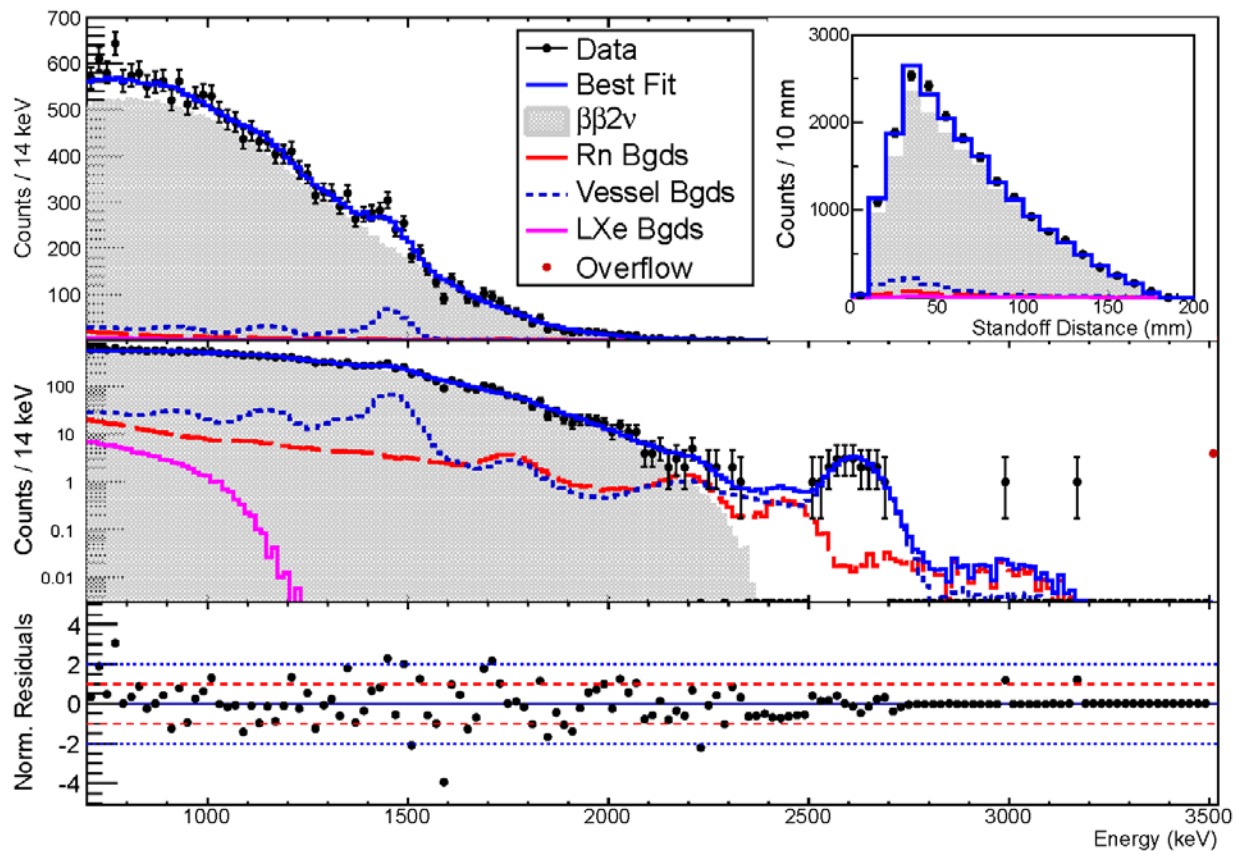 700
600
500
400
300
200
100
Counts / 14 keV
Data
Best Fit
ββ2ν
Rn Bgds
Vessel Bgds
LXe Bgds
Overflow
3000
2000
1000
Counts / 10 mm
0 50 100 150 200
Standoff Distance (mm)
100
10
1
0.1
0.01
Counts / 14 keV
4
2
0
-2
-4
Norm. Residuals
1000 1500 2000 2500 3000 3500
Energy (keV)